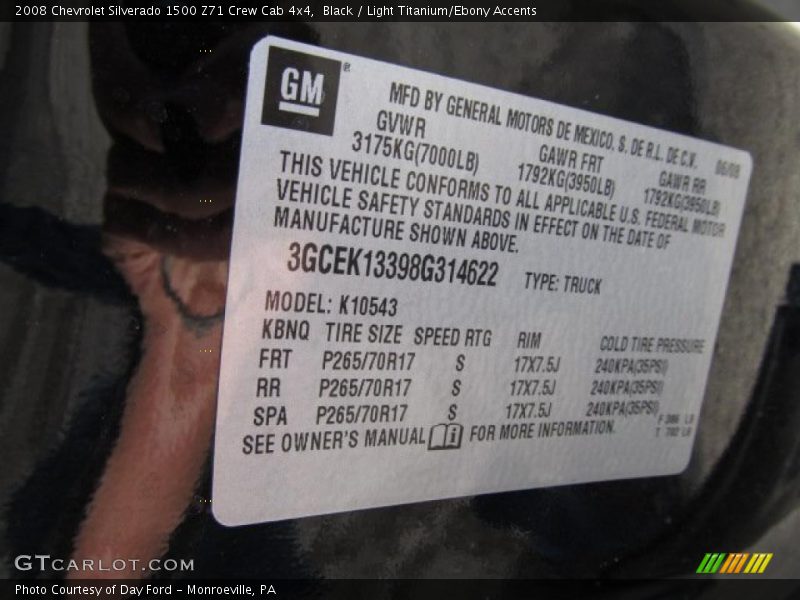 2008 Chevrolet Silverado 1500 Z71 Crew Cab 4x4, Black / Light Titanium/Ebony Accents
GM®
MFD BY GENERAL MOTORS DE MEXICO, S. DE R.L. DE C.V. 06/08
GVWR GAWR FRT GAWR RR
3175KG(7000LB) 1792KG(3950LB) 1792KG(3950LB)
THIS VEHICLE CONFORMS TO ALL APPLICABLE U.S. FEDERAL MOTOR
VEHICLE SAFETY STANDARDS IN EFFECT ON THE DATE OF
MANUFACTURE SHOWN ABOVE.
3GCEK13398G314622 TYPE: TRUCK
MODEL: K10543
KBNQ TIRE SIZE SPEED RTG RIM COLD TIRE PRESSURE
FRT P265/70R17 S 17X7.5J 240KPA(35PSI)
RR P265/70R17 S 17X7.5J 240KPA(35PSI)
SPA P265/70R17 S 17X7.5J 240KPA(35PSI)
SEE OWNER'S MANUAL FOR MORE INFORMATION.
GTCARLOT.COM
Photo Courtesy of Day Ford - Monroeville, PA